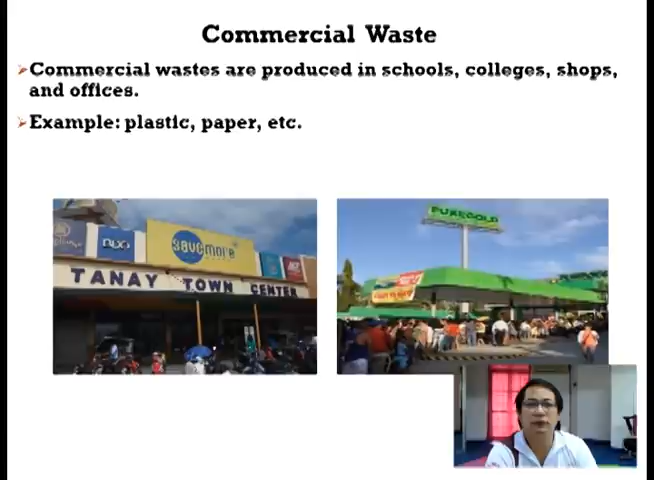 Commercial Waste
Commercial wastes are produced in schools, colleges, shops,
and offices.
Example: plastic, paper, etc.
savemore
TANAY TOWN CENTER
PUREGOLD